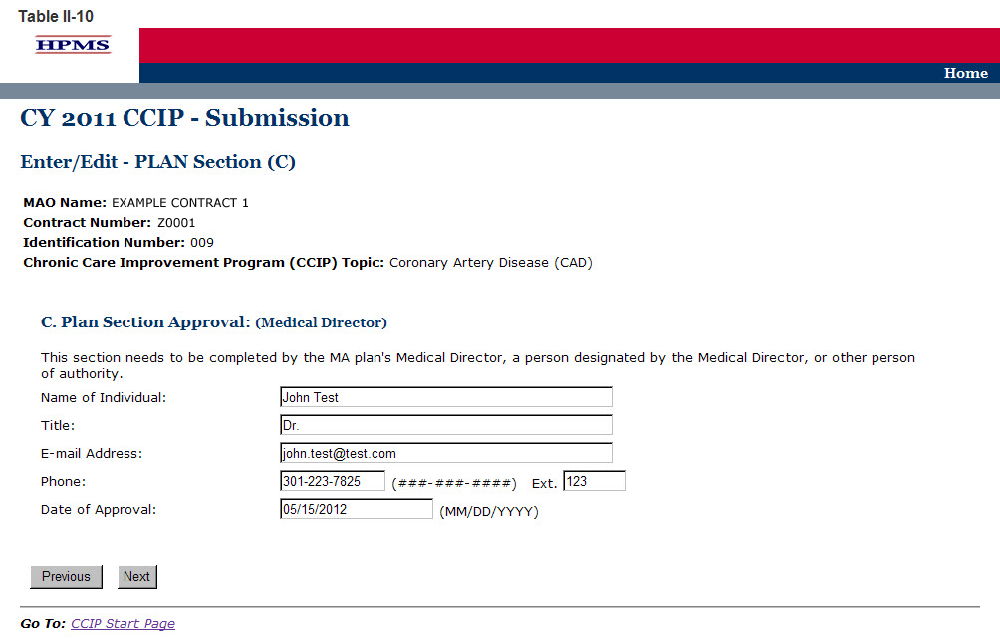 Table II-10
HPMS
Home
CY 2011 CCIP - Submission
Enter/Edit - PLAN Section (C)
MAO Name: EXAMPLE CONTRACT 1
Contract Number: Z0001
Identification Number: 009
Chronic Care Improvement Program (CCIP) Topic: Coronary Artery Disease (CAD)
C. Plan Section Approval: (Medical Director)
This section needs to be completed by the MA plan's Medical Director, a person designated by the Medical Director, or other person
of authority.
Name of Individual: John Test
Title: Dr.
E-mail Address: john.test@test.com
Phone: 301-223-7825 (###-###-####) Ext. 123
Date of Approval: 05/15/2012 (MM/DD/YYYY)
Previous Next
Go To: CCIP Start Page